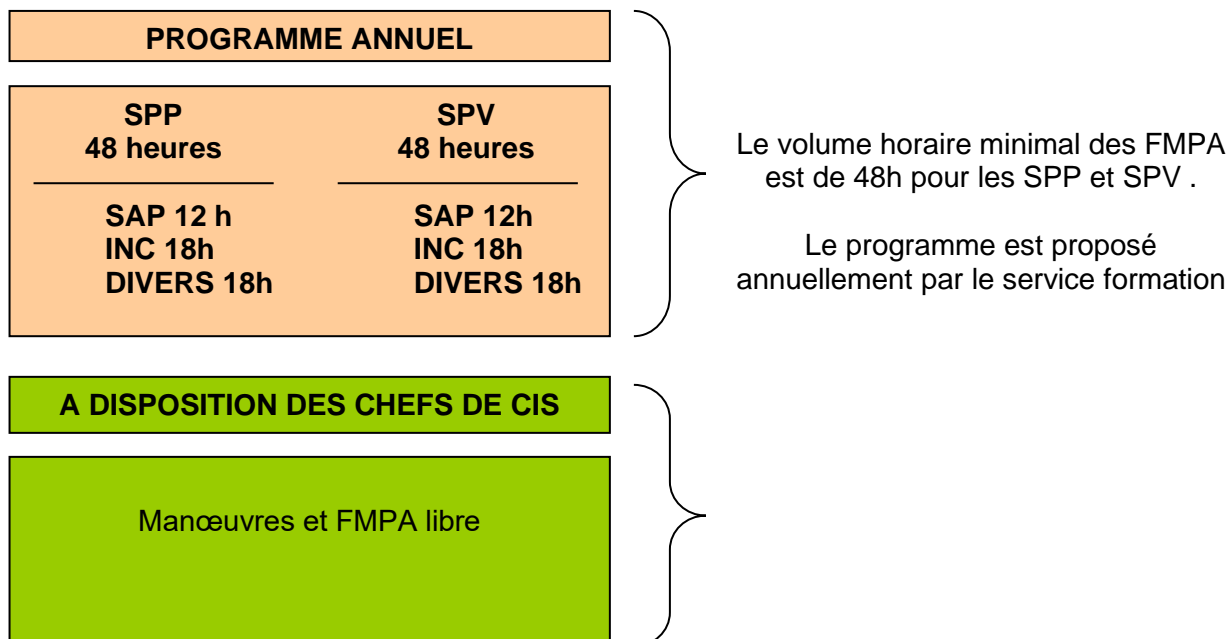 PROGRAMME ANNUEL
SPP
48 heures
SAP 12 h
INC 18h
DIVERS 18h
SPV
48 heures
SAP 12h
INC 18h
DIVERS 18h
Le volume horaire minimal des FMPA
est de 48h pour les SPP et SPV .
Le programme est proposé
annuellement par le service formation
A DISPOSITION DES CHEFS DE CIS
Manœuvres et FMPA libre